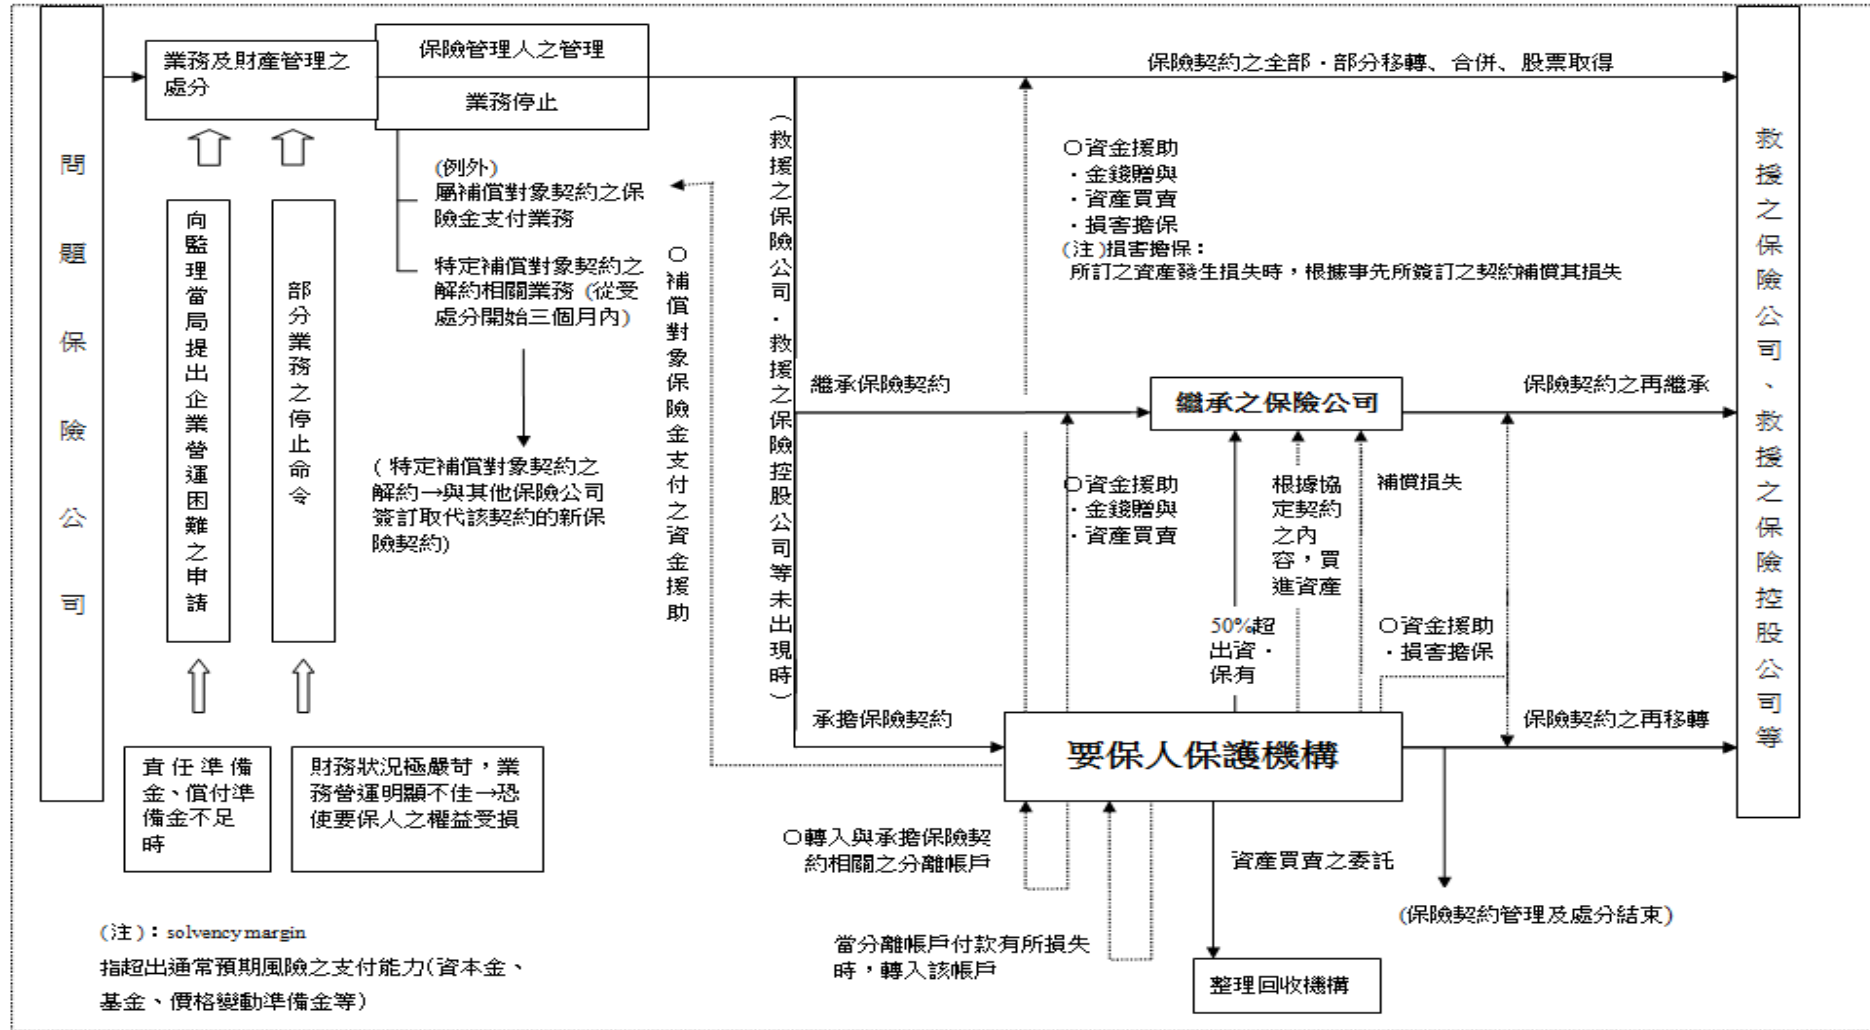 問題保險公司
業務及財產管理之
處分
保險管理人之管理
業務停止
(例外)
屬補償對象契約之保
險金支付業務
特定補償對象契約之
解約相關業務 (從受
處分開始三個月內)
(特定補償對象契約之
解約→與其他保險公司
簽訂取代該契約的新保
險契約)
向監理當局提出企業營運困難之申請
部分業務之停止命令
責任準備
金、償付準
備金不足
時
財務狀況極嚴苛，業
務營運明顯不佳→恐
使要保人之權益受損
(注)：solvency margin
指超出通常預期風險之支付能力(資本金、
基金、價格變動準備金等)
○補償對象保險金支付之資金援助
(救援之保險公司．救援之保險控股公司等未出現時)
保險契約之全部．部分移轉、合併、股票取得
○資金援助
．金錢贈與
．資產買賣
．損害擔保
(注)損害擔保：
所訂之資產發生損失時，根據事先所簽訂之契約補償其損失
繼承保險契約
繼承之保險公司
保險契約之再繼承
○資金援助
．金錢贈與
．資產買賣
根據協
定契約
之內
容，買
進資產
補償損失
50%超
出資．
保有
○資金援助
．損害擔保
承擔保險契約
要保人保護機構
保險契約之再移轉
○轉入與承擔保險契
約相關之分離帳戶
資產買賣之委託
(保險契約管理及處分結束)
當分離帳戶付款有所損失
時，轉入該帳戶
整理回收機構
救援之保險公司、救援之保險控股公司等